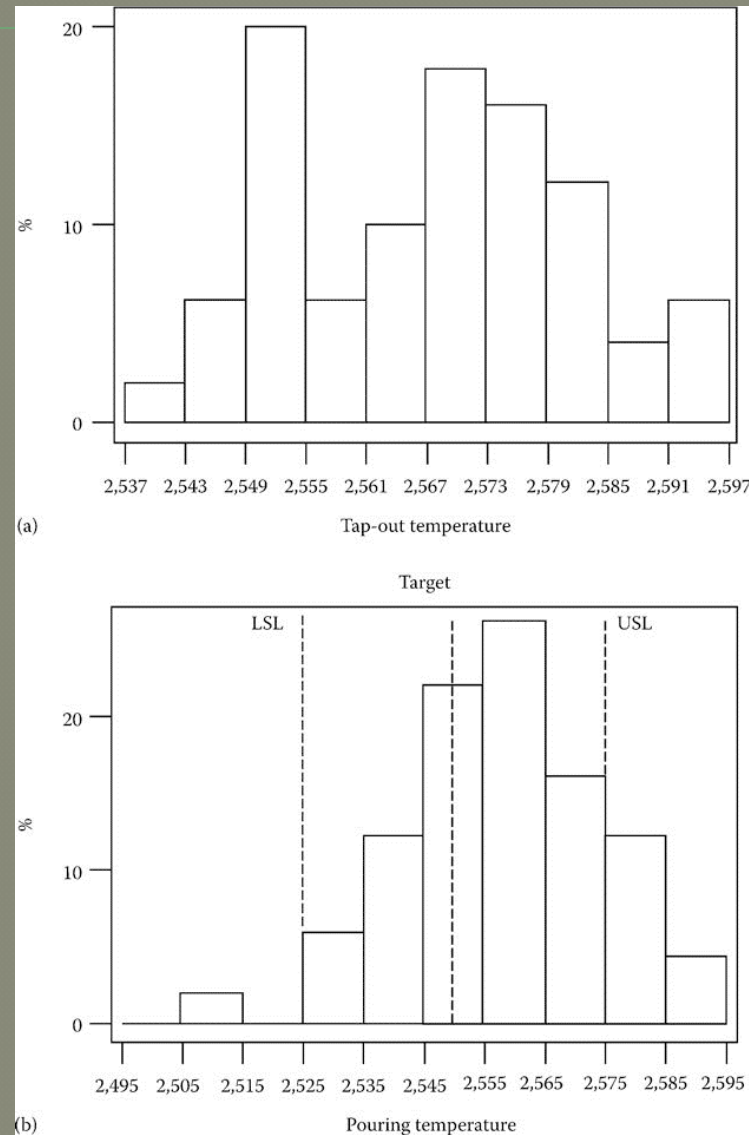 20
10
0
%
2,537 2,543 2,549 2,555 2,561 2,567 2,573 2,579 2,585 2,591 2,597
(a)
Tap-out temperature
Target
LSL
USL
20
10
0
%
2,495 2,505 2,515 2,525 2,535 2,545 2,555 2,565 2,575 2,585 2,595
(b)
Pouring temperature